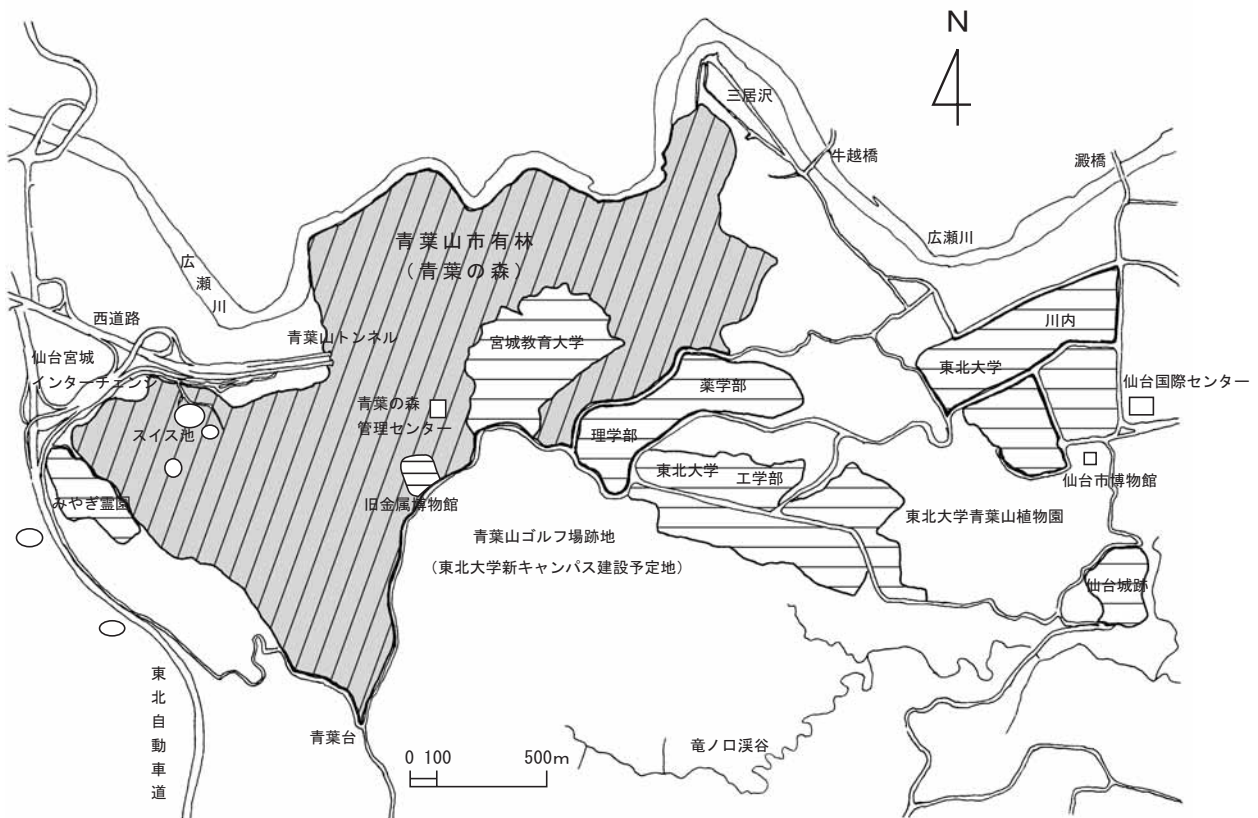 N
三居沢
牛越橋
澱橋
広瀬川
青葉山市有林
（青葉の森）
広瀬川
西道路
青葉山トンネル
仙台宮城
インターチェンジ
宮城教育大学
川内
東北大学
薬学部
仙台国際センター
青葉の森
管理センター
スイス池
理学部
東北大学
工学部
仙台市博物館
みやぎ霊園
旧金属博物館
東北大学青葉山植物園
青葉山ゴルフ場跡地
（東北大学新キャンパス建設予定地）
仙台城跡
東北自動車道
青葉台
竜ノ口渓谷
0 100 500m